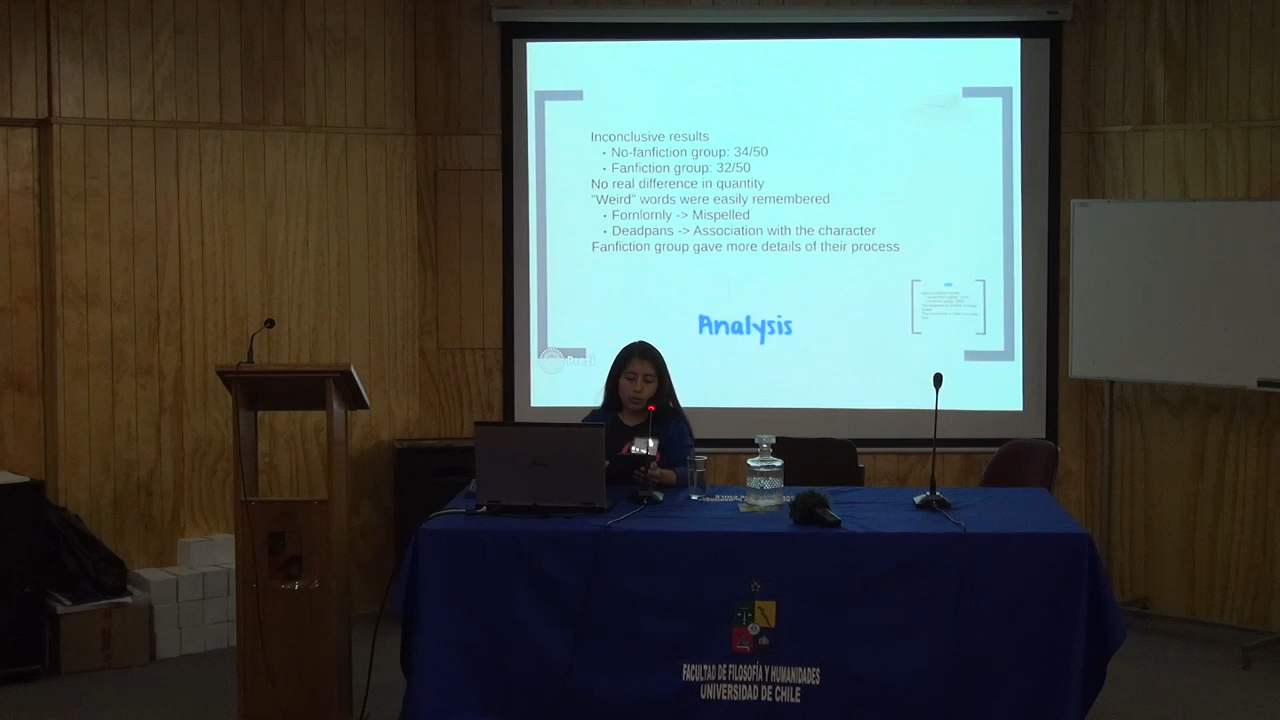 Inconclusive results
• No-fanfiction group: 34/50
• Fanfiction group: 32/50
No real difference in quantity
"Weird" words were easily remembered
• Fornlornly -> Mispelled
• Deadpans -> Association with the character
Fanfiction group gave more details of their process
Analysis
Prezi
FACULTAD DE FILOSOFÍA Y HUMANIDADES
UNIVERSIDAD DE CHILE